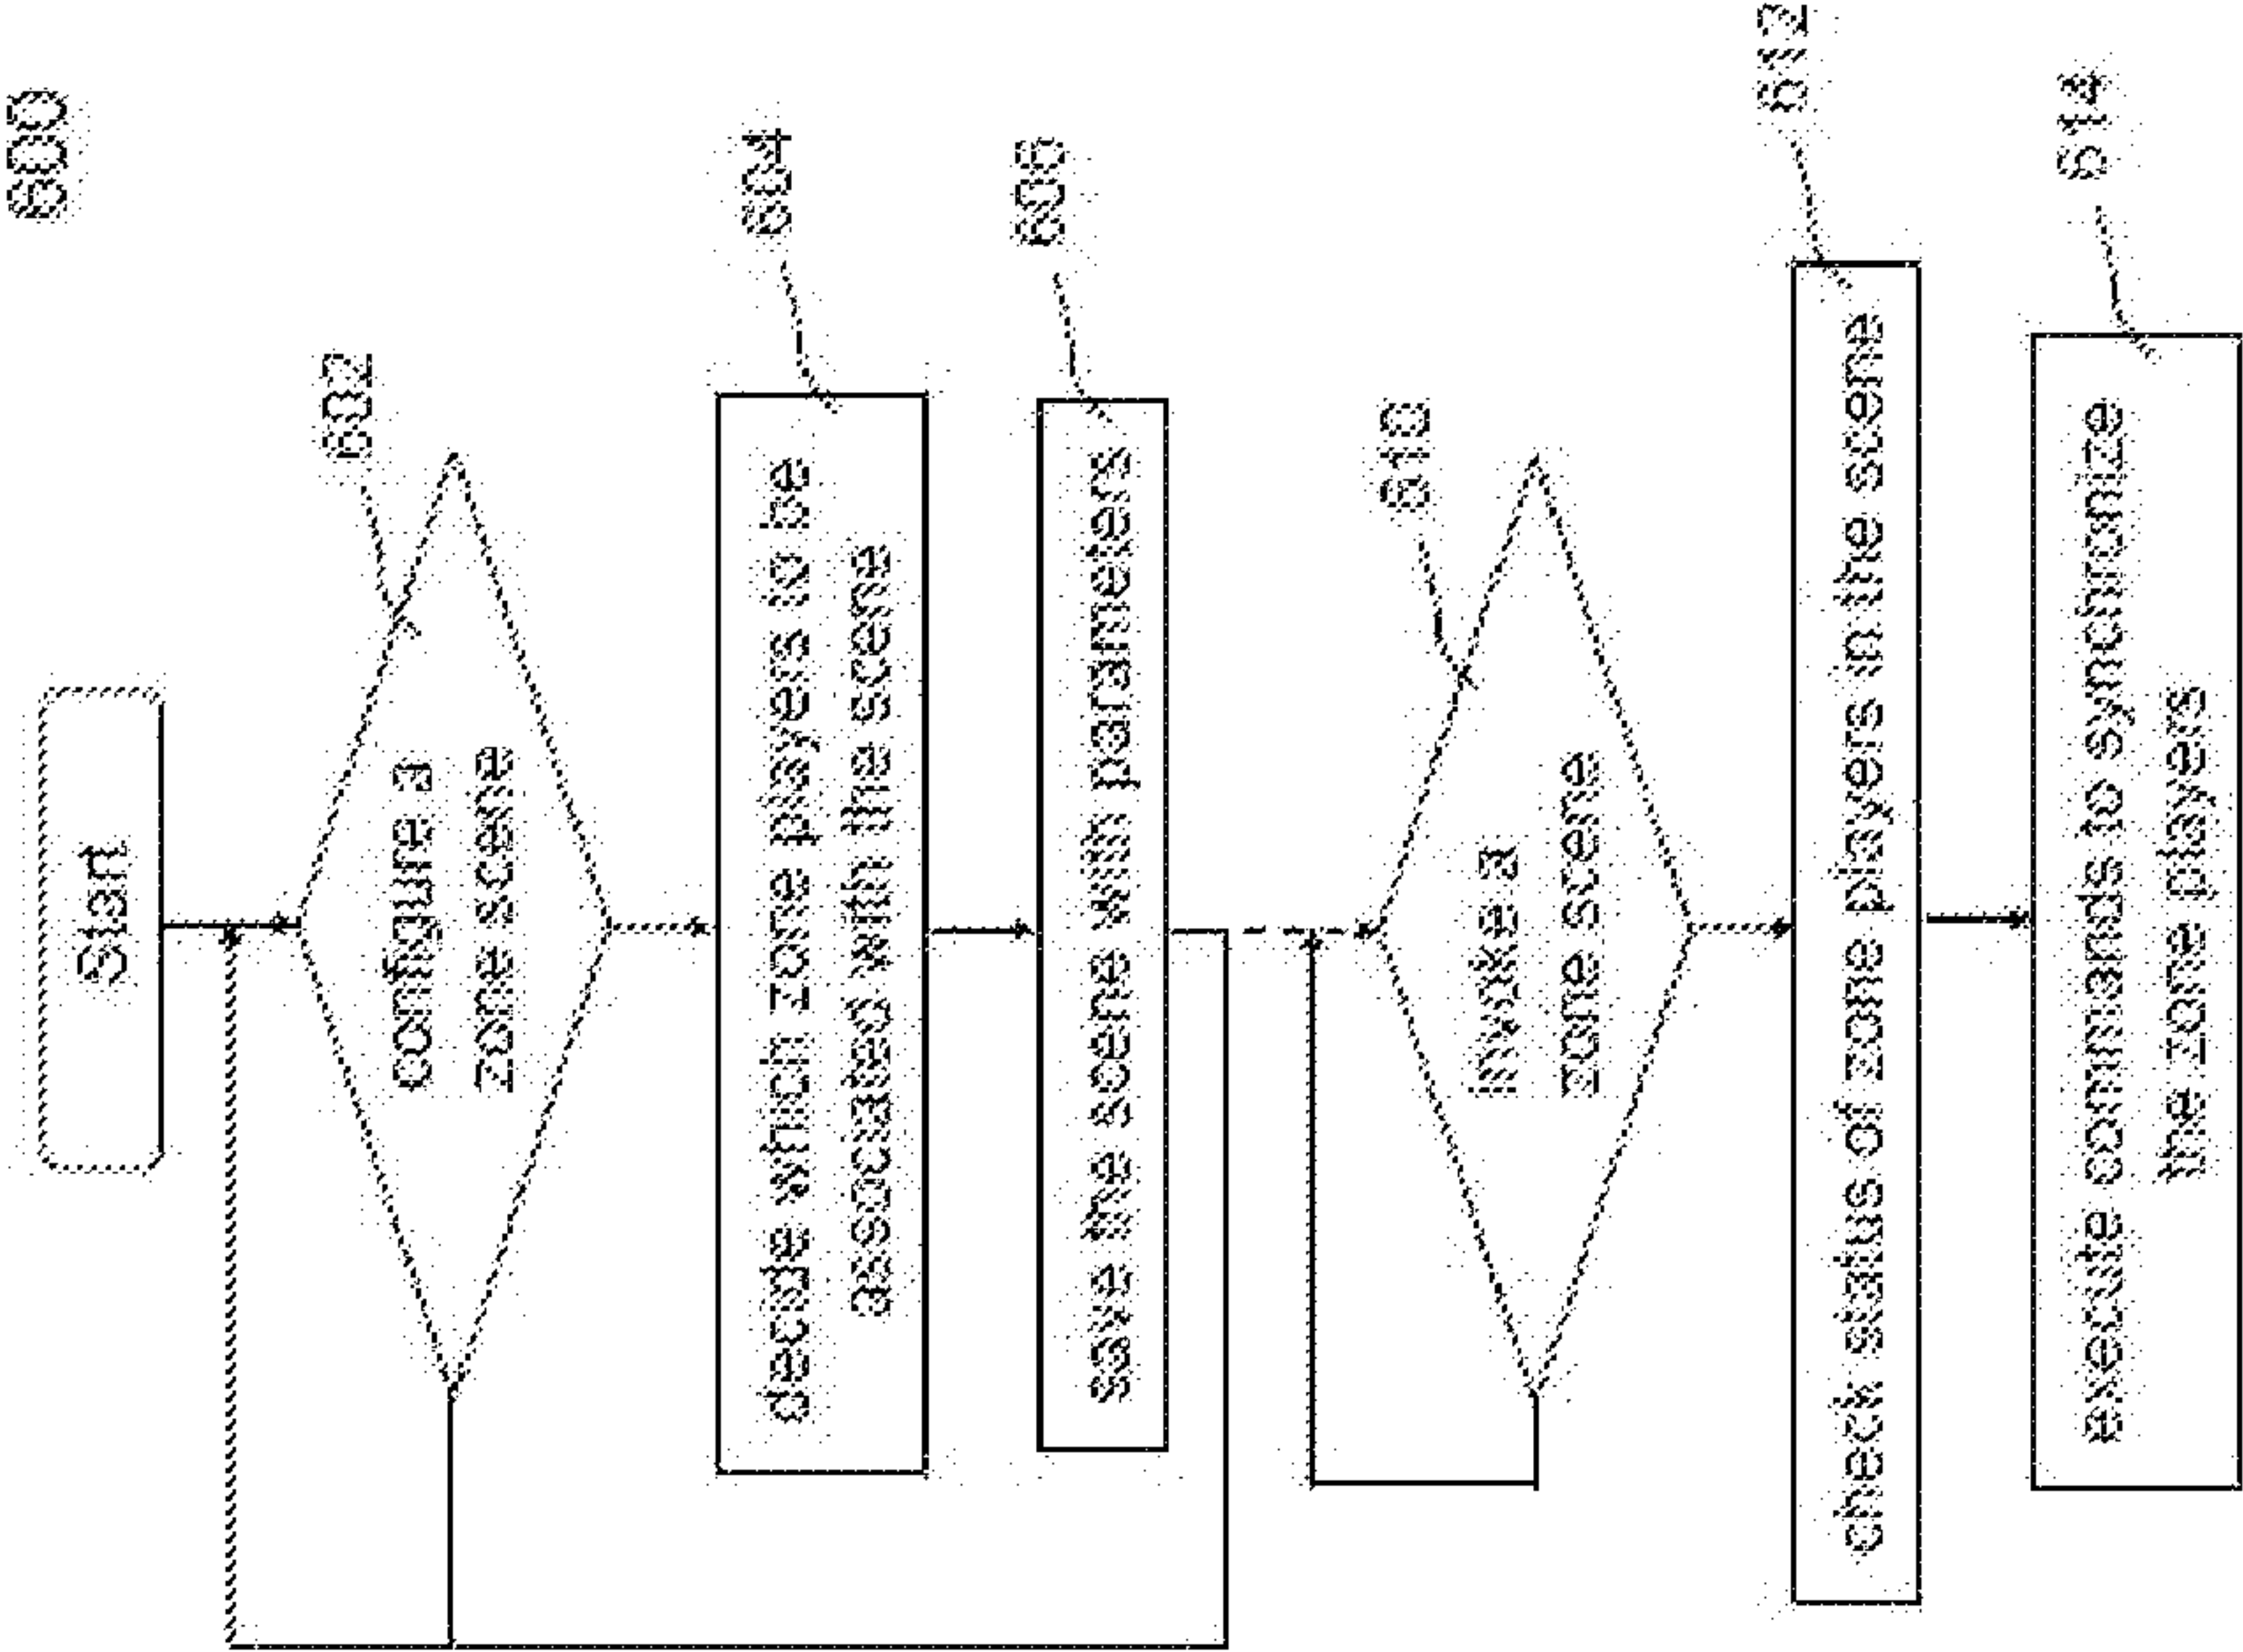 600
Start
602
configure a
zone scene
604
decide which zone players to be
associated with the scene
606
save the scene with parameters
610
invoke a
zone scene
612
check status of zone players in the scene
614
execute commands to synchronize
the zone players